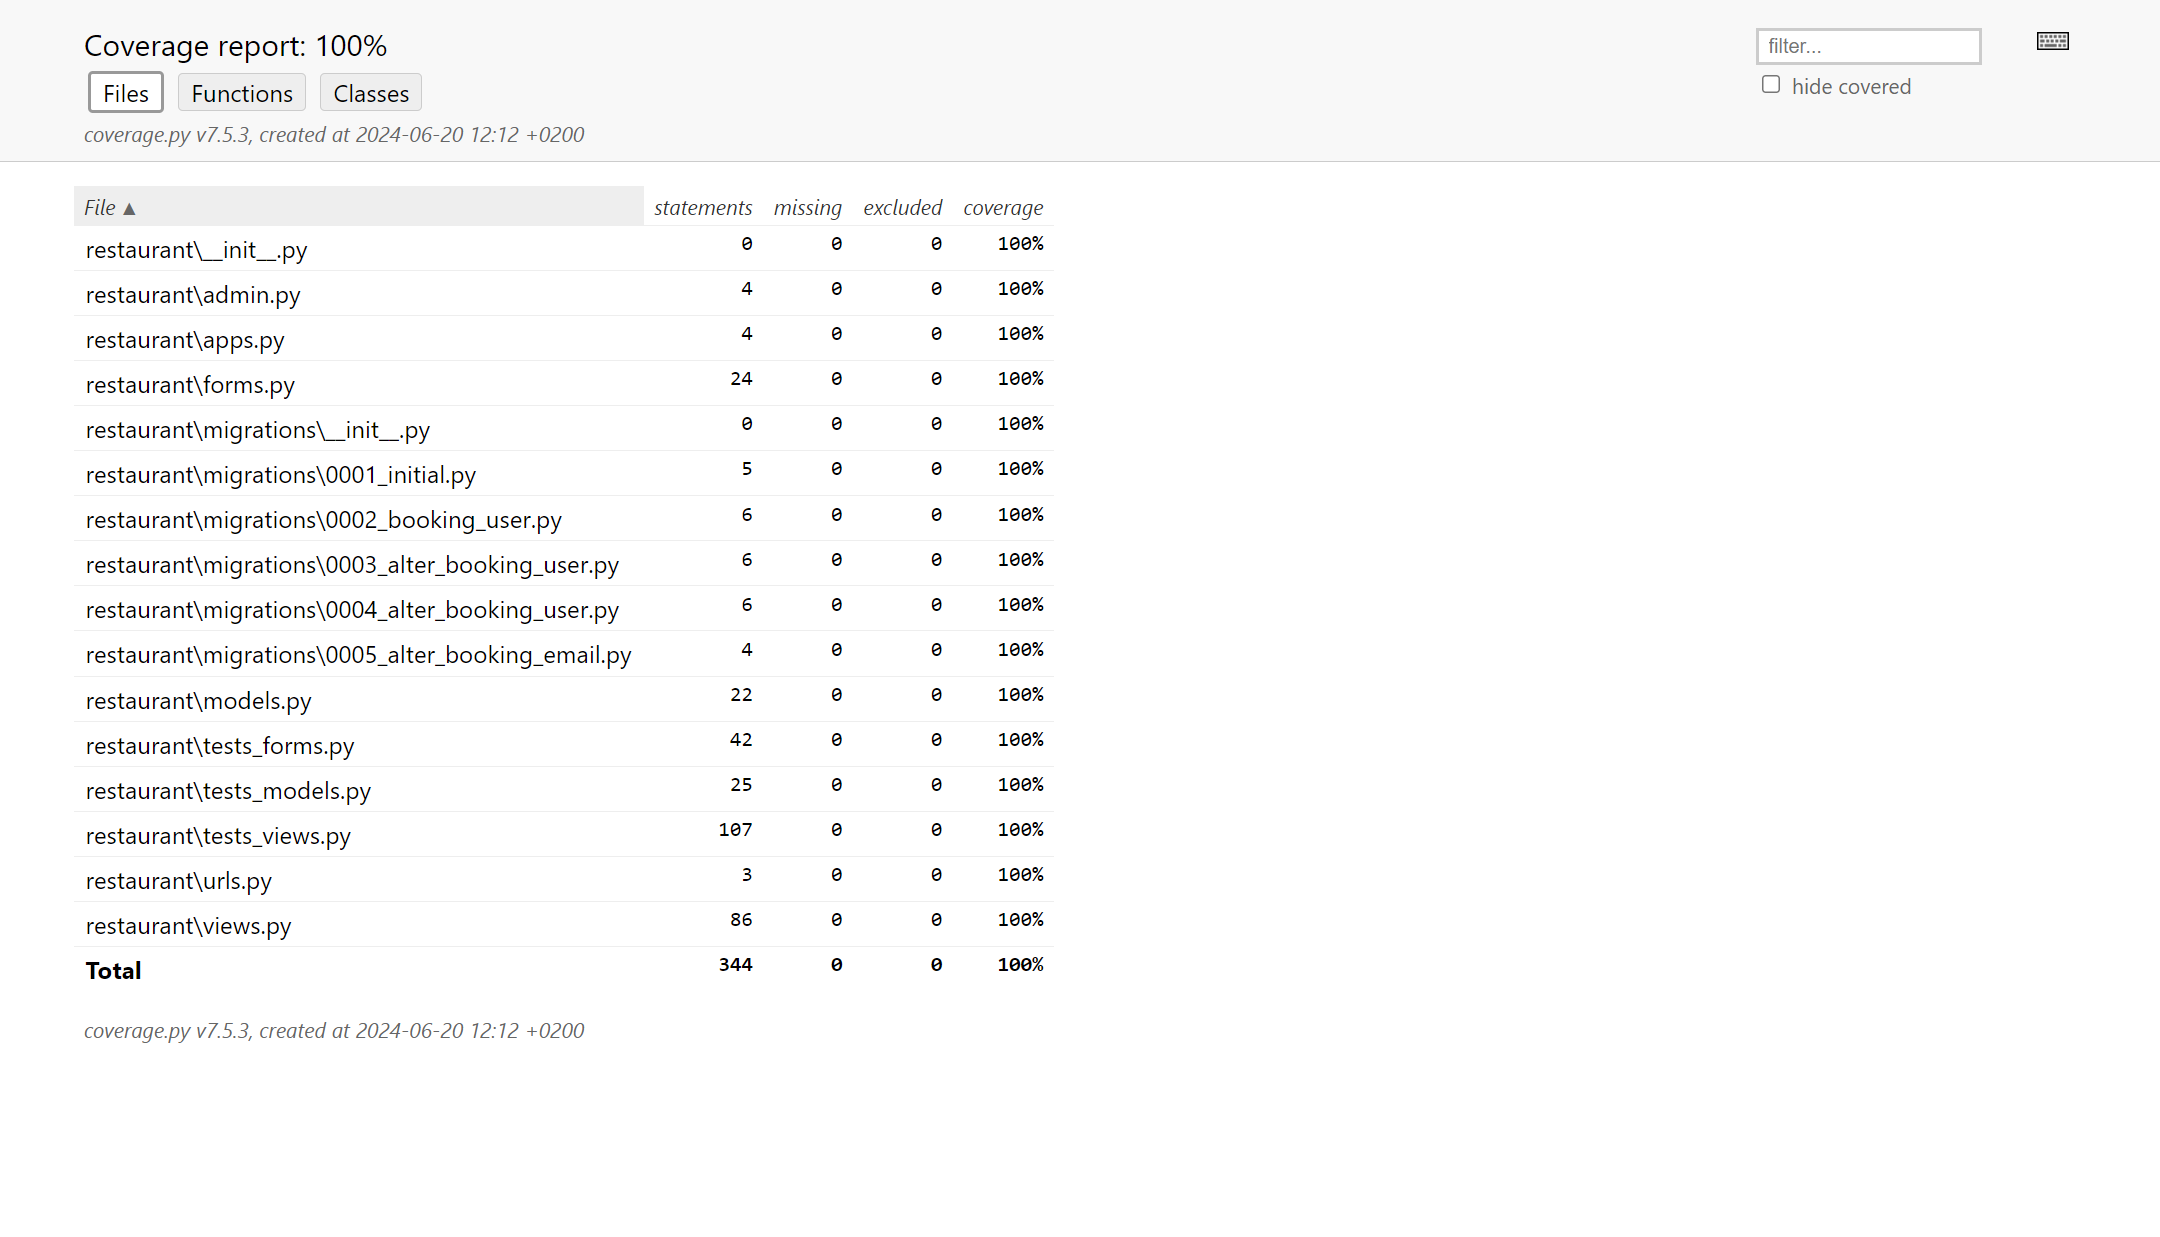 Coverage report: 100%
filter...
Files Functions Classes
hide covered
coverage.py v7.5.3, created at 2024-06-20 12:12 +0200
File ▲ statements missing excluded coverage
restaurant\__init__.py 0 0 0 100%
restaurant\admin.py 4 0 0 100%
restaurant\apps.py 4 0 0 100%
restaurant\forms.py 24 0 0 100%
restaurant\migrations\__init__.py 0 0 0 100%
restaurant\migrations\0001_initial.py 5 0 0 100%
restaurant\migrations\0002_booking_user.py 6 0 0 100%
restaurant\migrations\0003_alter_booking_user.py 6 0 0 100%
restaurant\migrations\0004_alter_booking_user.py 6 0 0 100%
restaurant\migrations\0005_alter_booking_email.py 4 0 0 100%
restaurant\models.py 22 0 0 100%
restaurant\tests_forms.py 42 0 0 100%
restaurant\tests_models.py 25 0 0 100%
restaurant\tests_views.py 107 0 0 100%
restaurant\urls.py 3 0 0 100%
restaurant\views.py 86 0 0 100%
Total 344 0 0 100%
coverage.py v7.5.3, created at 2024-06-20 12:12 +0200